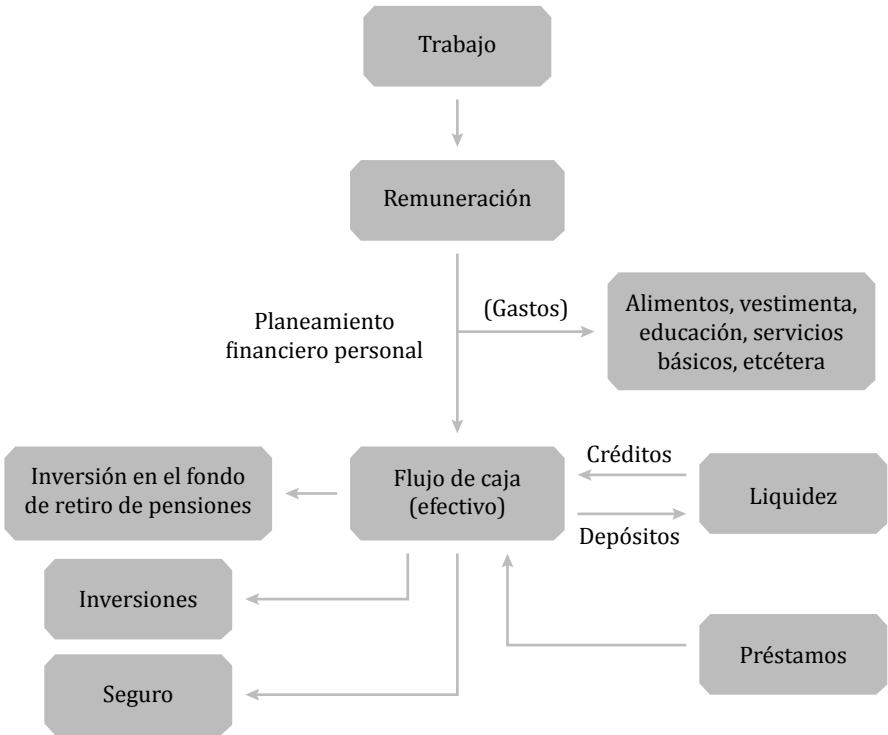 Trabajo
Remuneración
Planeamiento
financiero personal
(Gastos)
Alimentos, vestimenta,
educación, servicios
básicos, etcétera
Inversión en el fondo
de retiro de pensiones
Flujo de caja
(efectivo)
Créditos
Depósitos
Liquidez
Inversiones
Préstamos
Seguro